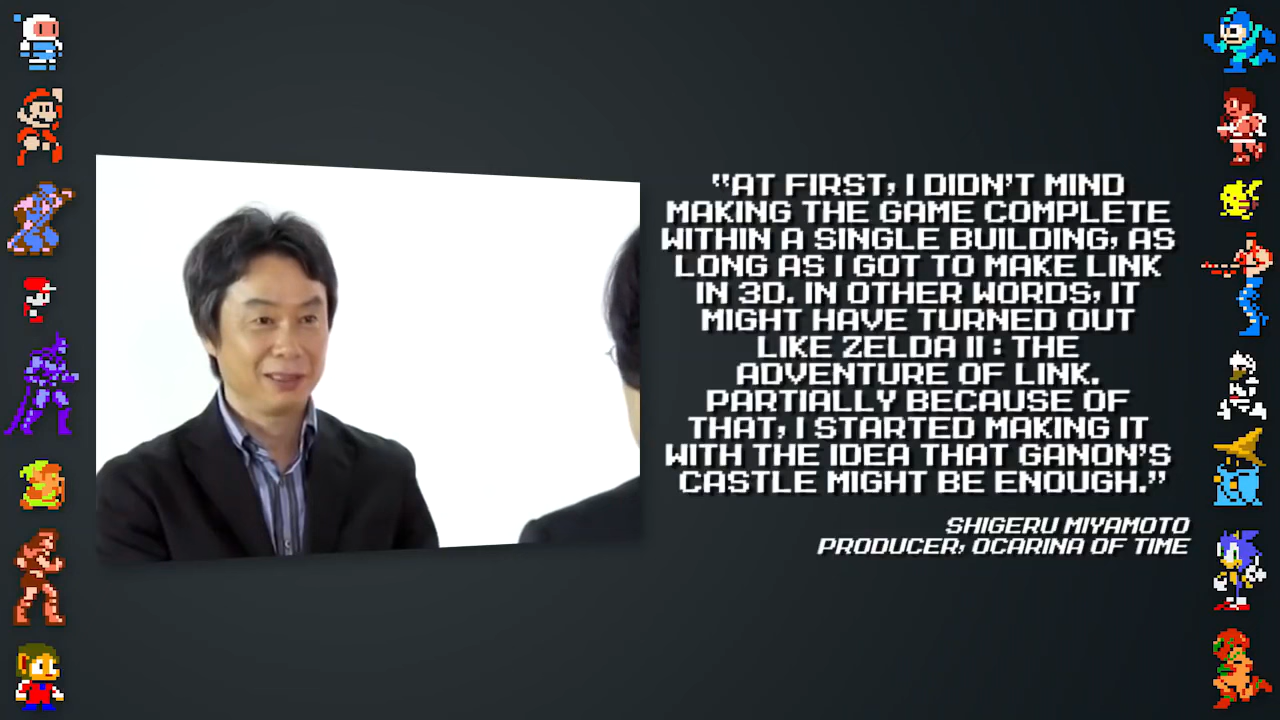 “AT FIRST, I DIDN’T MIND
MAKING THE GAME COMPLETE
WITHIN A SINGLE BUILDING, AS
LONG AS I GOT TO MAKE LINK
IN 3D. IN OTHER WORDS, IT
MIGHT HAVE TURNED OUT
LIKE ZELDA II : THE
ADVENTURE OF LINK.
PARTIALLY BECAUSE OF
THAT, I STARTED MAKING IT
WITH THE IDEA THAT GANON’S
CASTLE MIGHT BE ENOUGH.”
SHIGERU MIYAMOTO
PRODUCER, OCARINA OF TIME